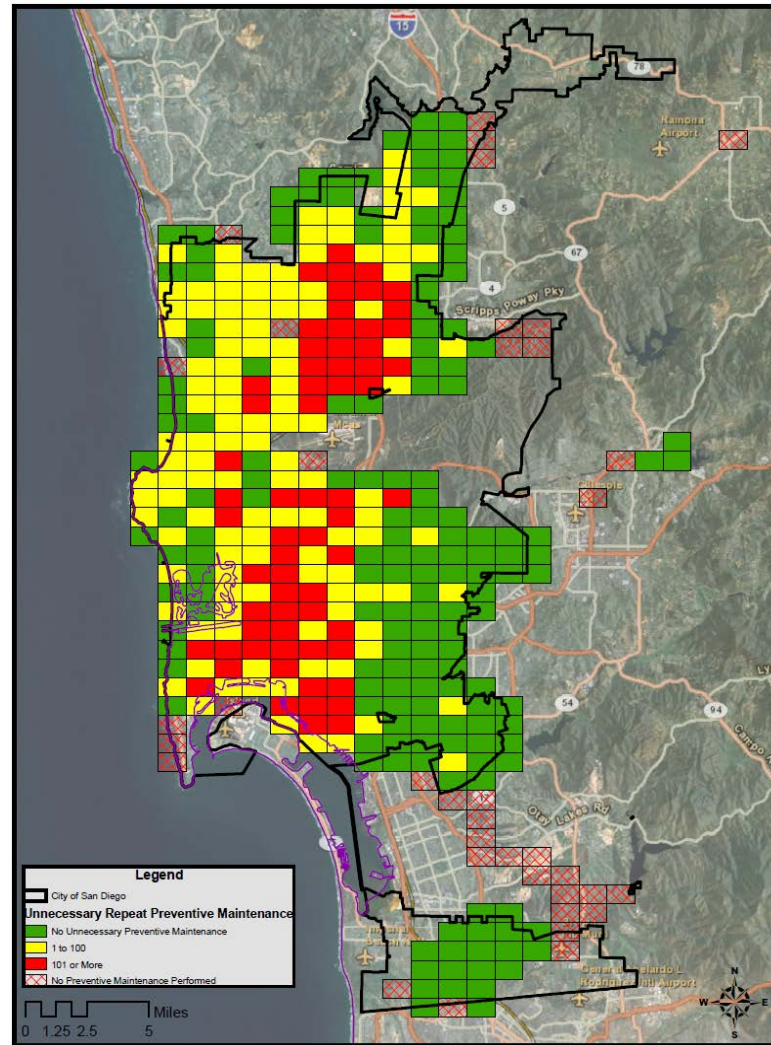 15
78
Ramona
Airport
5
67
4
Scripps Poway Pky
Gillespie
54
94
Otay Lakes Rd
Legend
City of San Diego
Unnecessary Repeat Preventive Maintenance
No Unnecessary Preventive Maintenance
1 to 100
101 or More
No Preventive Maintenance Performed
Miles
0 1.25 2.5 5
N
W E
S